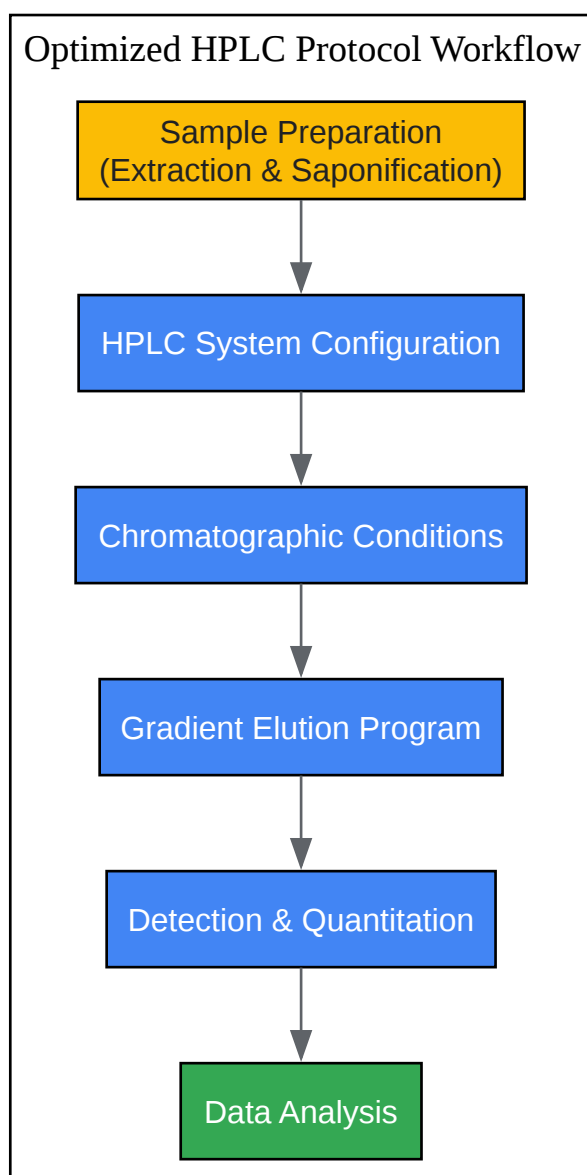 Optimized HPLC Protocol Workflow
Sample Preparation
(Extraction & Saponification)
HPLC System Configuration
Chromatographic Conditions
Gradient Elution Program
Detection & Quantitation
Data Analysis